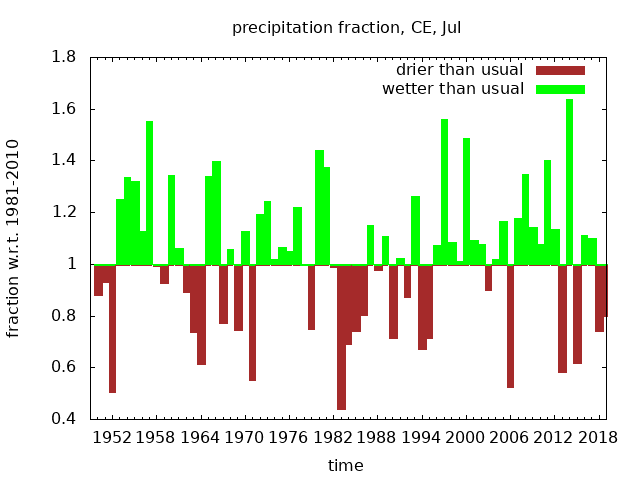 precipitation fraction, CE, Jul
drier than usual
wetter than usual
fraction w.r.t. 1981-2010
1.8
1.6
1.4
1.2
1
0.8
0.6
0.4
1952 1958 1964 1970 1976 1982 1988 1994 2000 2006 2012 2018
time